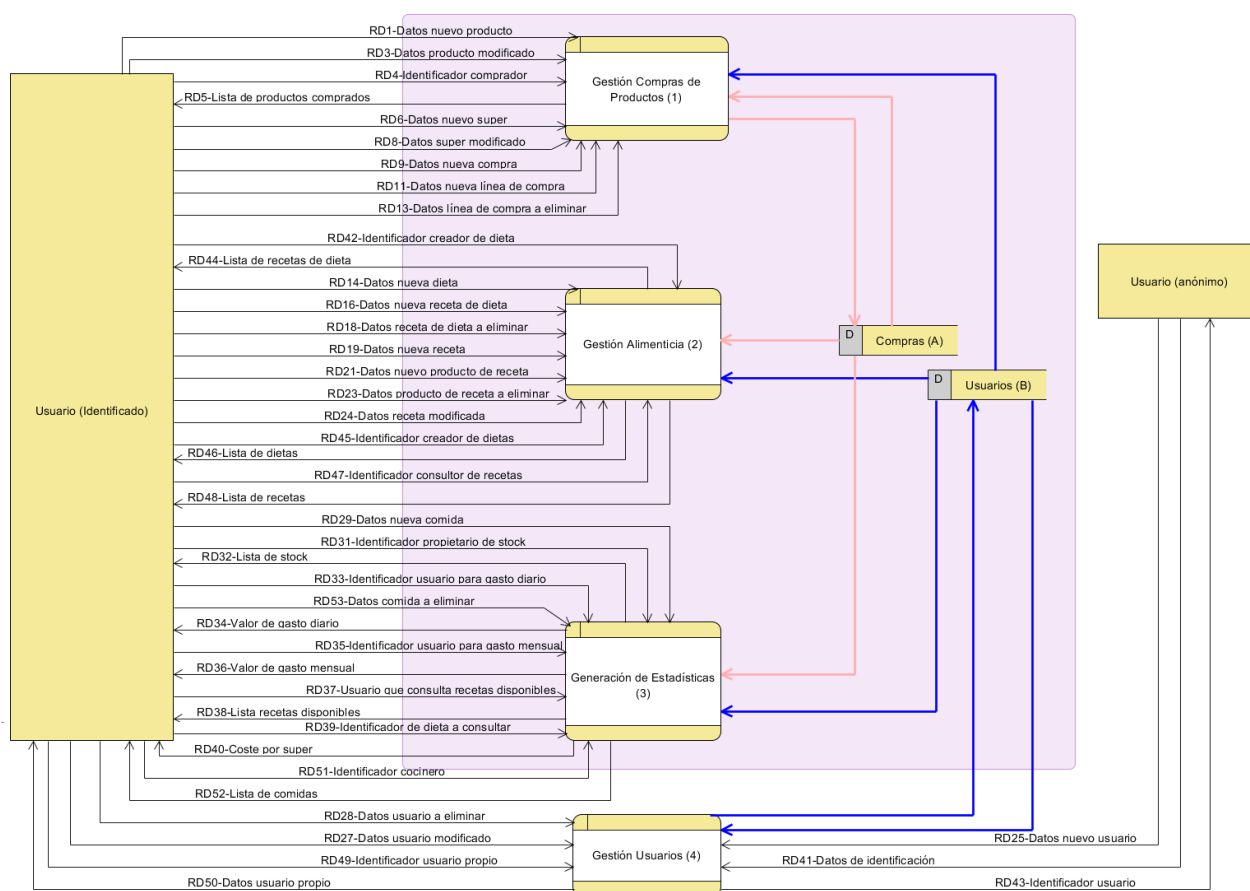 RD1-Datos nuevo producto
RD3-Datos producto modificado
RD4-Identificador comprador
RD5-Lista de productos comprados
RD6-Datos nuevo super
RD8-Datos super modificado
RD9-Datos nueva compra
RD11-Datos nueva línea de compra
RD13-Datos línea de compra a eliminar
Gestión Compras de
Productos (1)
RD42-Identificador creador de dieta
RD44-Lista de recetas de dieta
RD14-Datos nueva dieta
RD16-Datos nueva receta de dieta
RD18-Datos receta de dieta a eliminar
RD19-Datos nueva receta
RD21-Datos nuevo producto de receta
RD23-Datos producto de receta a eliminar
RD24-Datos receta modificada
RD45-Identificador creador de dietas
RD46-Lista de dietas
RD47-Identificador consultor de recetas
RD48-Lista de recetas
Gestión Alimenticia (2)
D
Compras (A)
D
Usuarios (B)
Usuario (anónimo)
Usuario (Identificado)
RD29-Datos nueva comida
RD31-Identificador propietario de stock
RD32-Lista de stock
RD33-Identificador usuario para gasto diario
RD53-Datos comida a eliminar
RD34-Valor de gasto diario
RD35-Identificador usuario para gasto mensual
RD36-Valor de gasto mensual
RD37-Usuario que consulta recetas disponibles
RD38-Lista recetas disponibles
RD39-Identificador de dieta a consultar
RD40-Coste por super
RD51-Identificador cocinero
RD52-Lista de comidas
Generación de Estadísticas
(3)
RD28-Datos usuario a eliminar
RD27-Datos usuario modificado
RD49-Identificador usuario propio
RD50-Datos usuario propio
Gestión Usuarios (4)
RD25-Datos nuevo usuario
RD41-Datos de identificación
RD43-Identificador usuario